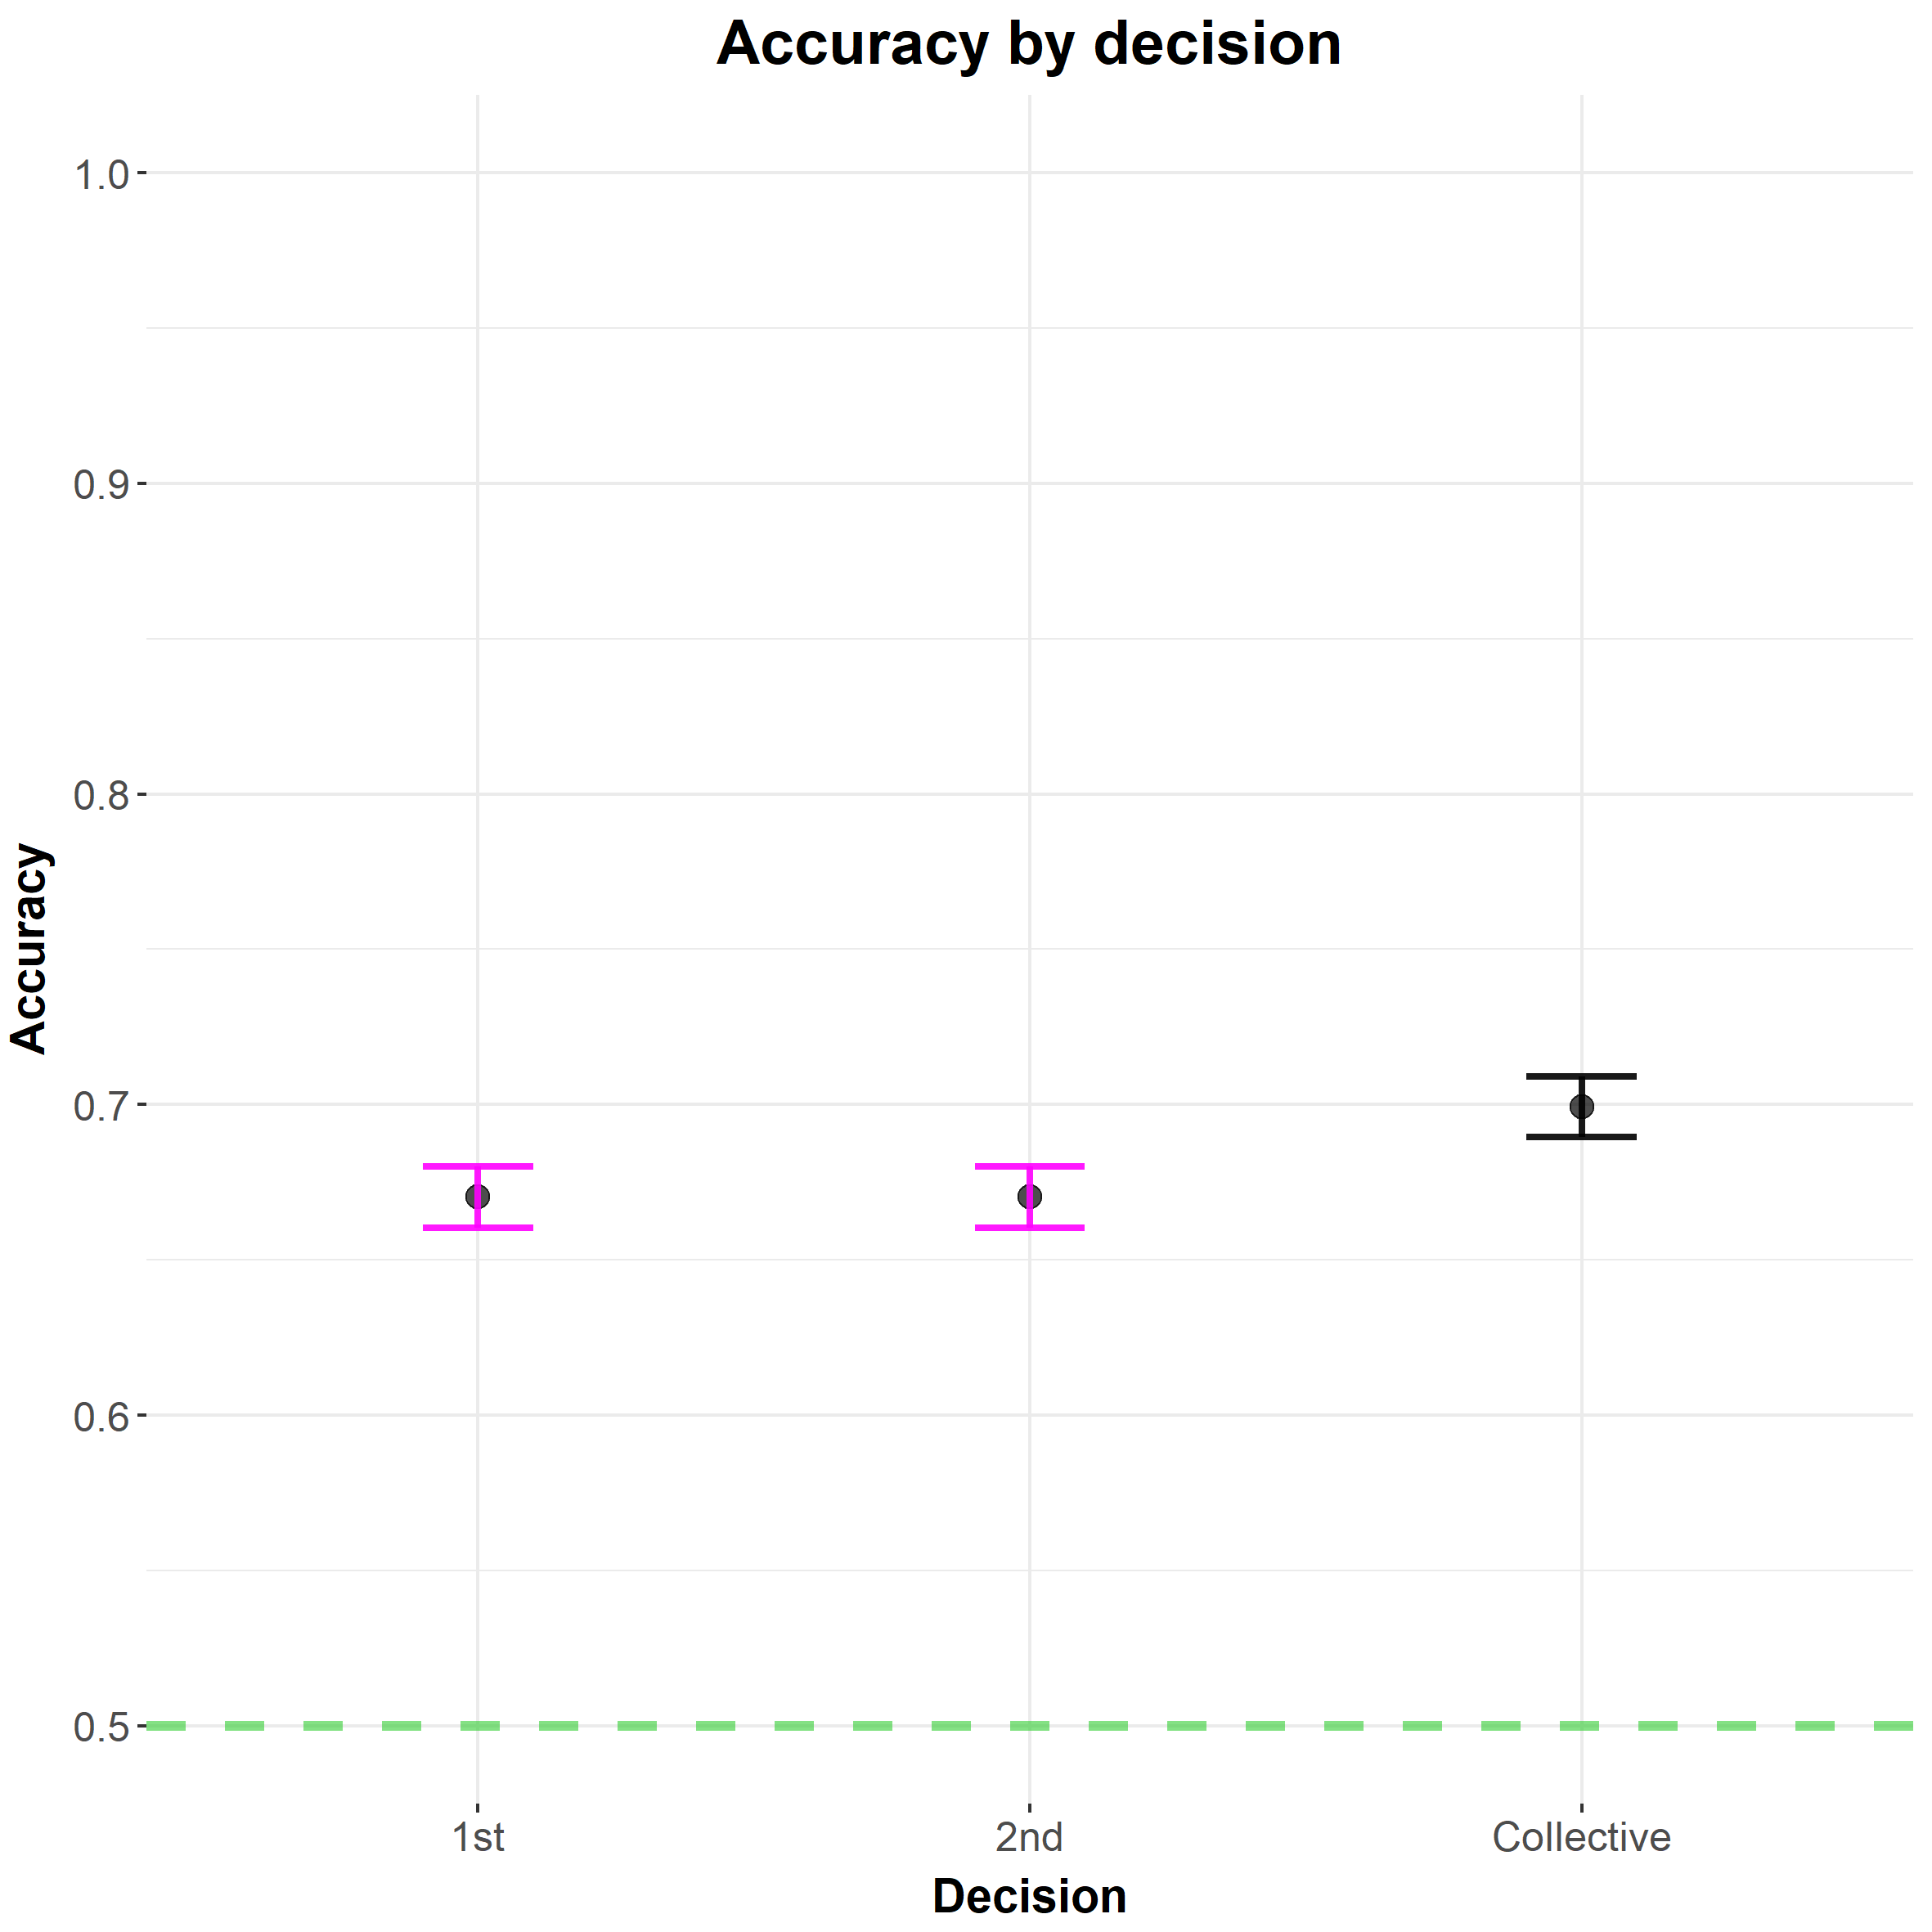 Accuracy by decision
Accuracy
1.0
0.9
0.8
0.7
0.6
0.5
1st
2nd
Collective
Decision